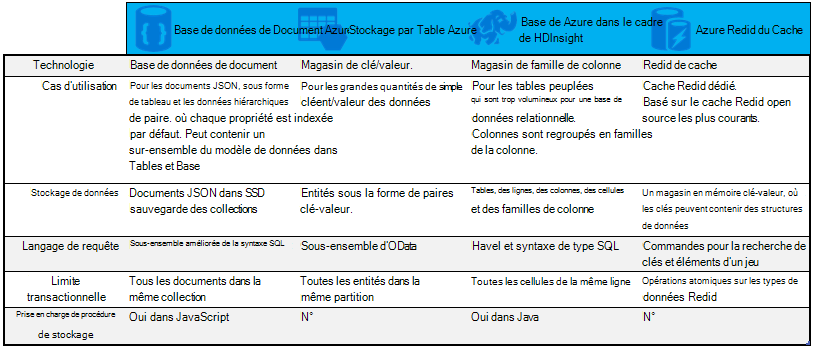 Base de données de Document Azur
Stockage par Table Azure
Base de Azure dans le cadre
de HDInsight
Azure Redid du Cache
Technologie
Base de données de document
Magasin de clé/valeur.
Magasin de famille de colonne
Redid de cache
Cas d'utilisation
Pour les documents JSON, sous forme
de tableau et les données hiérarchiques
de paire. où chaque propriété est indexée
par défaut. Peut contenir un
sur-ensemble du modèle de données dans
Tables et Base
Pour les grandes quantités de simple
cléent/valeur des données
Pour les tables peuplées
qui sont trop volumineux pour une base de
données relationnelle.
Colonnes sont regroupés en familles
de la colonne.
Cache Redid dédié.
Basé sur le cache Redid open
source les plus courants.
Stockage de données
Documents JSON dans SSD
sauvegarde des collections
Entités sous la forme de paires
clé-valeur.
Tables, des lignes, des colonnes, des cellules
et des familles de colonne
Un magasin en mémoire clé-valeur, où
les clés peuvent contenir des structures
de données
Langage de requête
Sous-ensemble améliorée de la syntaxe SQL
Sous-ensemble d'OData
Havel et syntaxe de type SQL
Commandes pour la recherche de
clés et éléments d'un jeu
Limite
transactionnelle
Tous les documents dans la
même collection
Toutes les entités dans la
même partition
Toutes les cellules de la même ligne
Opérations atomiques sur les types de
données Redid
Prise en charge de procédure
de stockage
Oui dans JavaScript
N°
Oui dans Java
N°